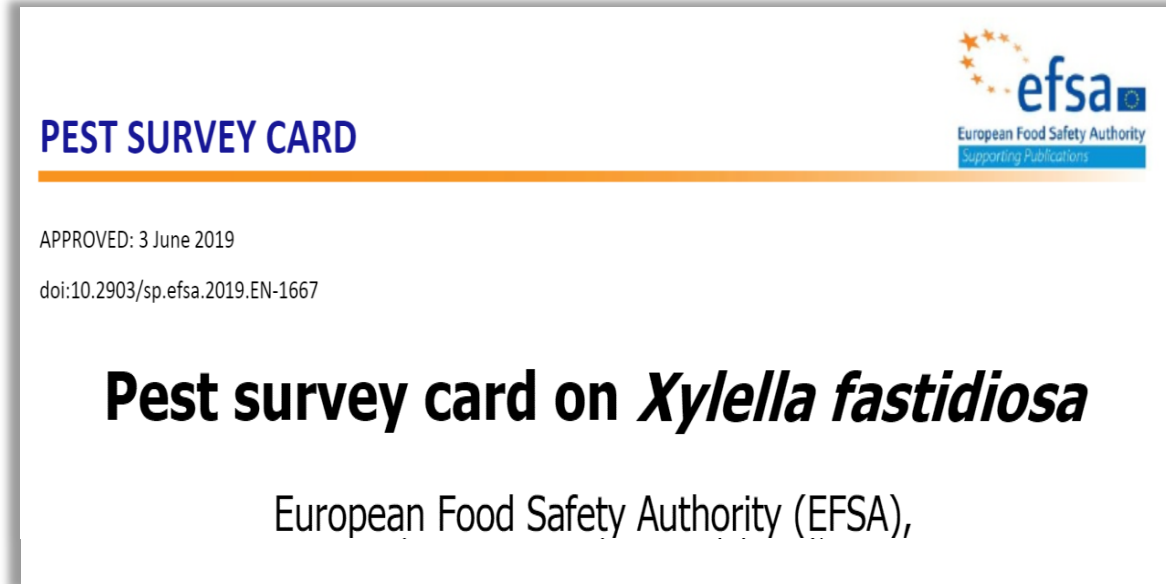 efsa
European Food Safety Authority
Supporting Publications
PEST SURVEY CARD
APPROVED: 3 June 2019
doi:10.2903/sp.efsa.2019.EN-1667
Pest survey card on Xylella fastidiosa
European Food Safety Authority (EFSA),